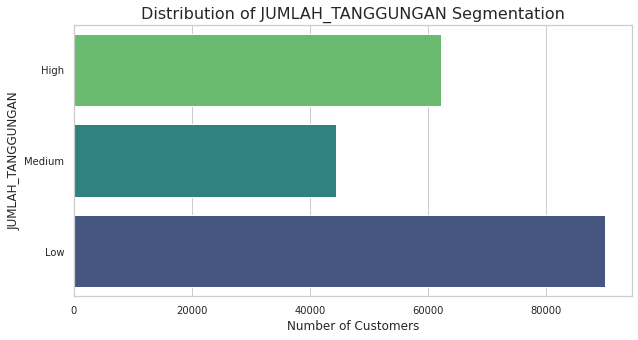 Distribution of JUMLAH_TANGGUNGAN Segmentation
JUMLAH_TANGGUNGAN
High
Medium
Low
0 20000 40000 60000 80000
Number of Customers